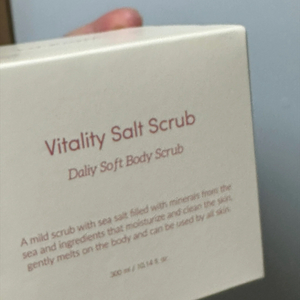 Vitality Salt Scrub
Daliy Soft Body Scrub
A mild scrub with sea salt filled with minerals from the
sea and ingredients that moisturize and clean the skin,
gently melts on the body and can be used by all skin.
300 ml / 10.14 fl. oz